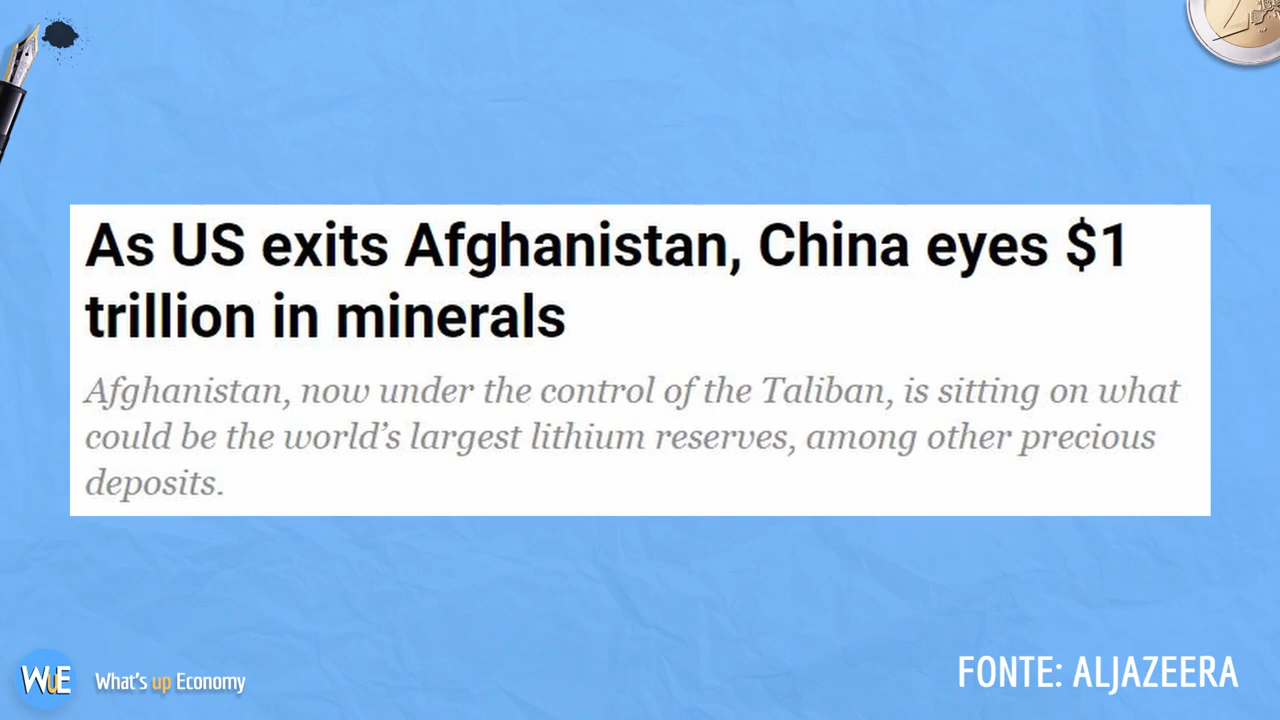 As US exits Afghanistan, China eyes $1
trillion in minerals
Afghanistan, now under the control of the Taliban, is sitting on what
could be the world’s largest lithium reserves, among other precious
deposits.
WuE What's up Economy
FONTE: ALJAZEERA
2